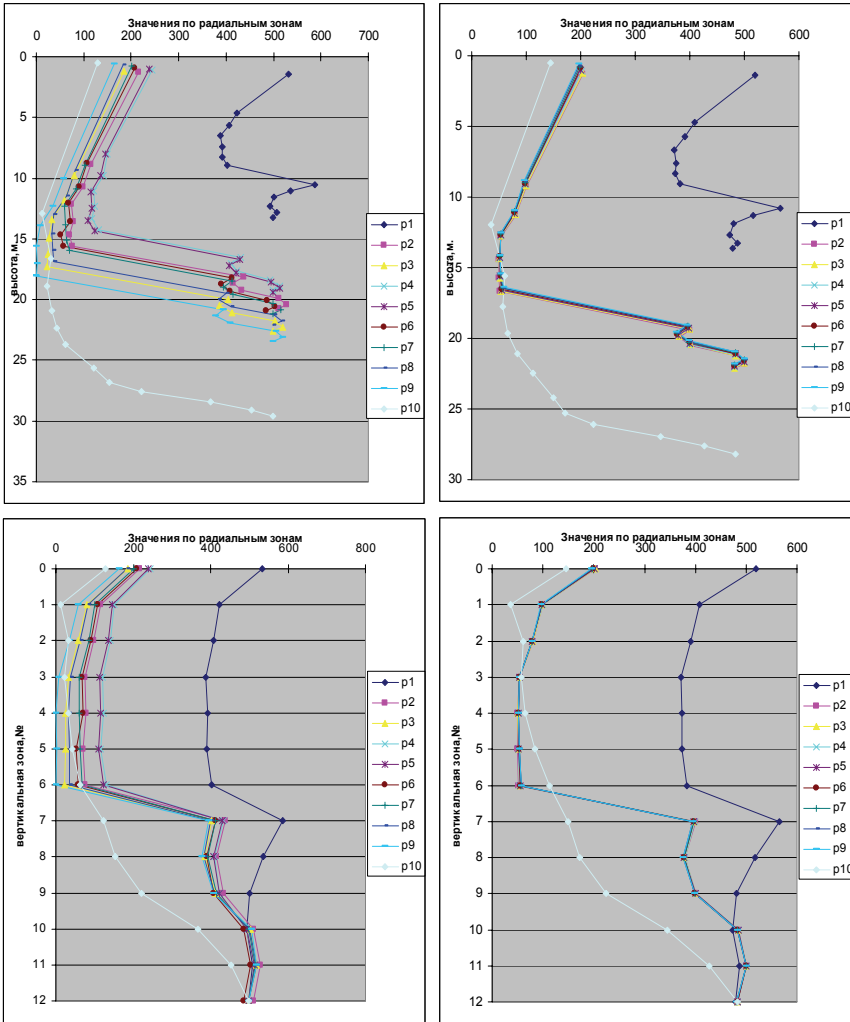 Значения по радиальным зонам
0 100 200 300 400 500 600 700
0
5
10
15
20
25
30
35
высота,м.
p1
p2
p3
p4
p5
p6
p7
p8
p9
p10
Значения по радиальным зонам
0 100 200 300 400 500 600
0
5
10
15
20
25
30
высота,м.
p1
p2
p3
p4
p5
p6
p7
p8
p9
p10
Значения по радиальным зонам
0 200 400 600 800
0
1
2
3
4
5
6
7
8
9
10
11
12
вертикальная зона,№
p1
p2
p3
p4
p5
p6
p7
p8
p9
p10
Значения по радиальным зонам
0 100 200 300 400 500 600
0
1
2
3
4
5
6
7
8
9
10
11
12
вертикальная зона,№
p1
p2
p3
p4
p5
p6
p7
p8
p9
p10